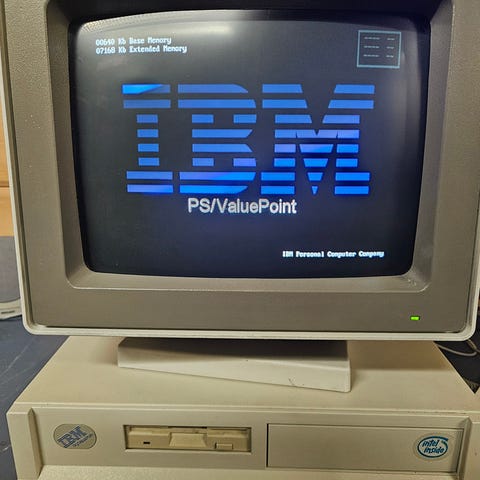 00640 Kb Base Memory
07168 Kb Extended Memory
IBM
PS/ValuePoint
IBM Personal Computer Company
IBM
intel
inside